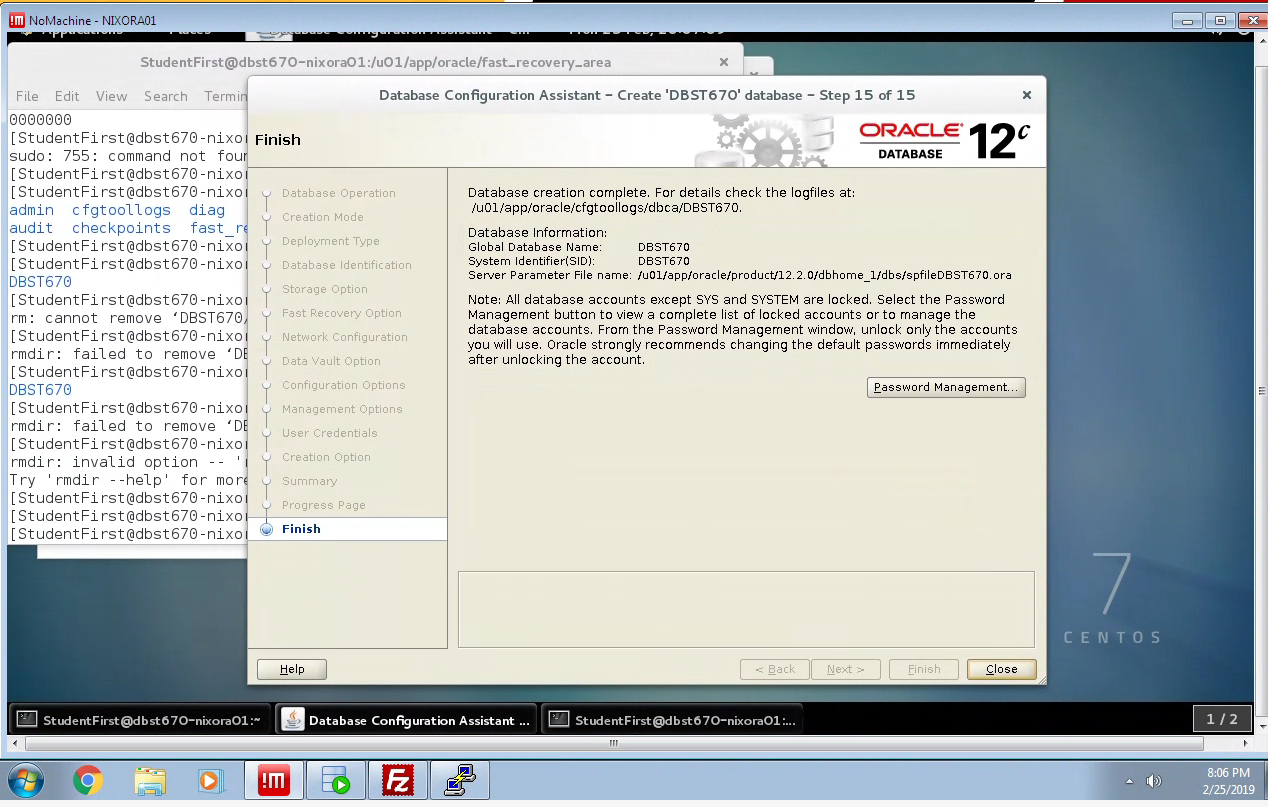 NoMachine - NIXORA01
StudentFirst@dbst670-nixora01:/u01/app/oracle/fast_recovery_area
File Edit View Search Termin
0000000
[StudentFirst@dbst670-nixor
sudo: 755: command not foun
[StudentFirst@dbst670-nixor
[StudentFirst@dbst670-nixor
admin cfgtoollogs diag
audit checkpoints fast_re
[StudentFirst@dbst670-nixor
[StudentFirst@dbst670-nixor
DBST670
[StudentFirst@dbst670-nixor
rm: cannot remove ‘DBST670/
[StudentFirst@dbst670-nixor
rmdir: failed to remove ‘DB
[StudentFirst@dbst670-nixor
DBST670
[StudentFirst@dbst670-nixor
rmdir: failed to remove ‘DB
[StudentFirst@dbst670-nixor
rmdir: invalid option -- 'r
Try 'rmdir --help' for more
[StudentFirst@dbst670-nixor
[StudentFirst@dbst670-nixor
[StudentFirst@dbst670-nixor
Database Configuration Assistant - Create 'DBST670' database - Step 15 of 15
Finish
ORACLE
DATABASE
12c
Database Operation
Creation Mode
Deployment Type
Database Identification
Storage Option
Fast Recovery Option
Network Configuration
Data Vault Option
Configuration Options
Management Options
User Credentials
Creation Option
Summary
Progress Page
Finish
Database creation complete. For details check the logfiles at:
/u01/app/oracle/cfgtoollogs/dbca/DBST670.
Database Information:
Global Database Name: DBST670
System Identifier(SID): DBST670
Server Parameter File name: /u01/app/oracle/product/12.2.0/dbhome_1/dbs/spfileDBST670.ora
Note: All database accounts except SYS and SYSTEM are locked. Select the Password
Management button to view a complete list of locked accounts or to manage the
database accounts. From the Password Management window, unlock only the accounts
you will use. Oracle strongly recommends changing the default passwords immediately
after unlocking the account.
Password Management...
Help
< Back
Next >
Finish
Close
7
CENTOS
StudentFirst@dbst670-nixora01:~
Database Configuration Assistant ...
StudentFirst@dbst670-nixora01:...
1 / 2
8:06 PM
2/25/2019